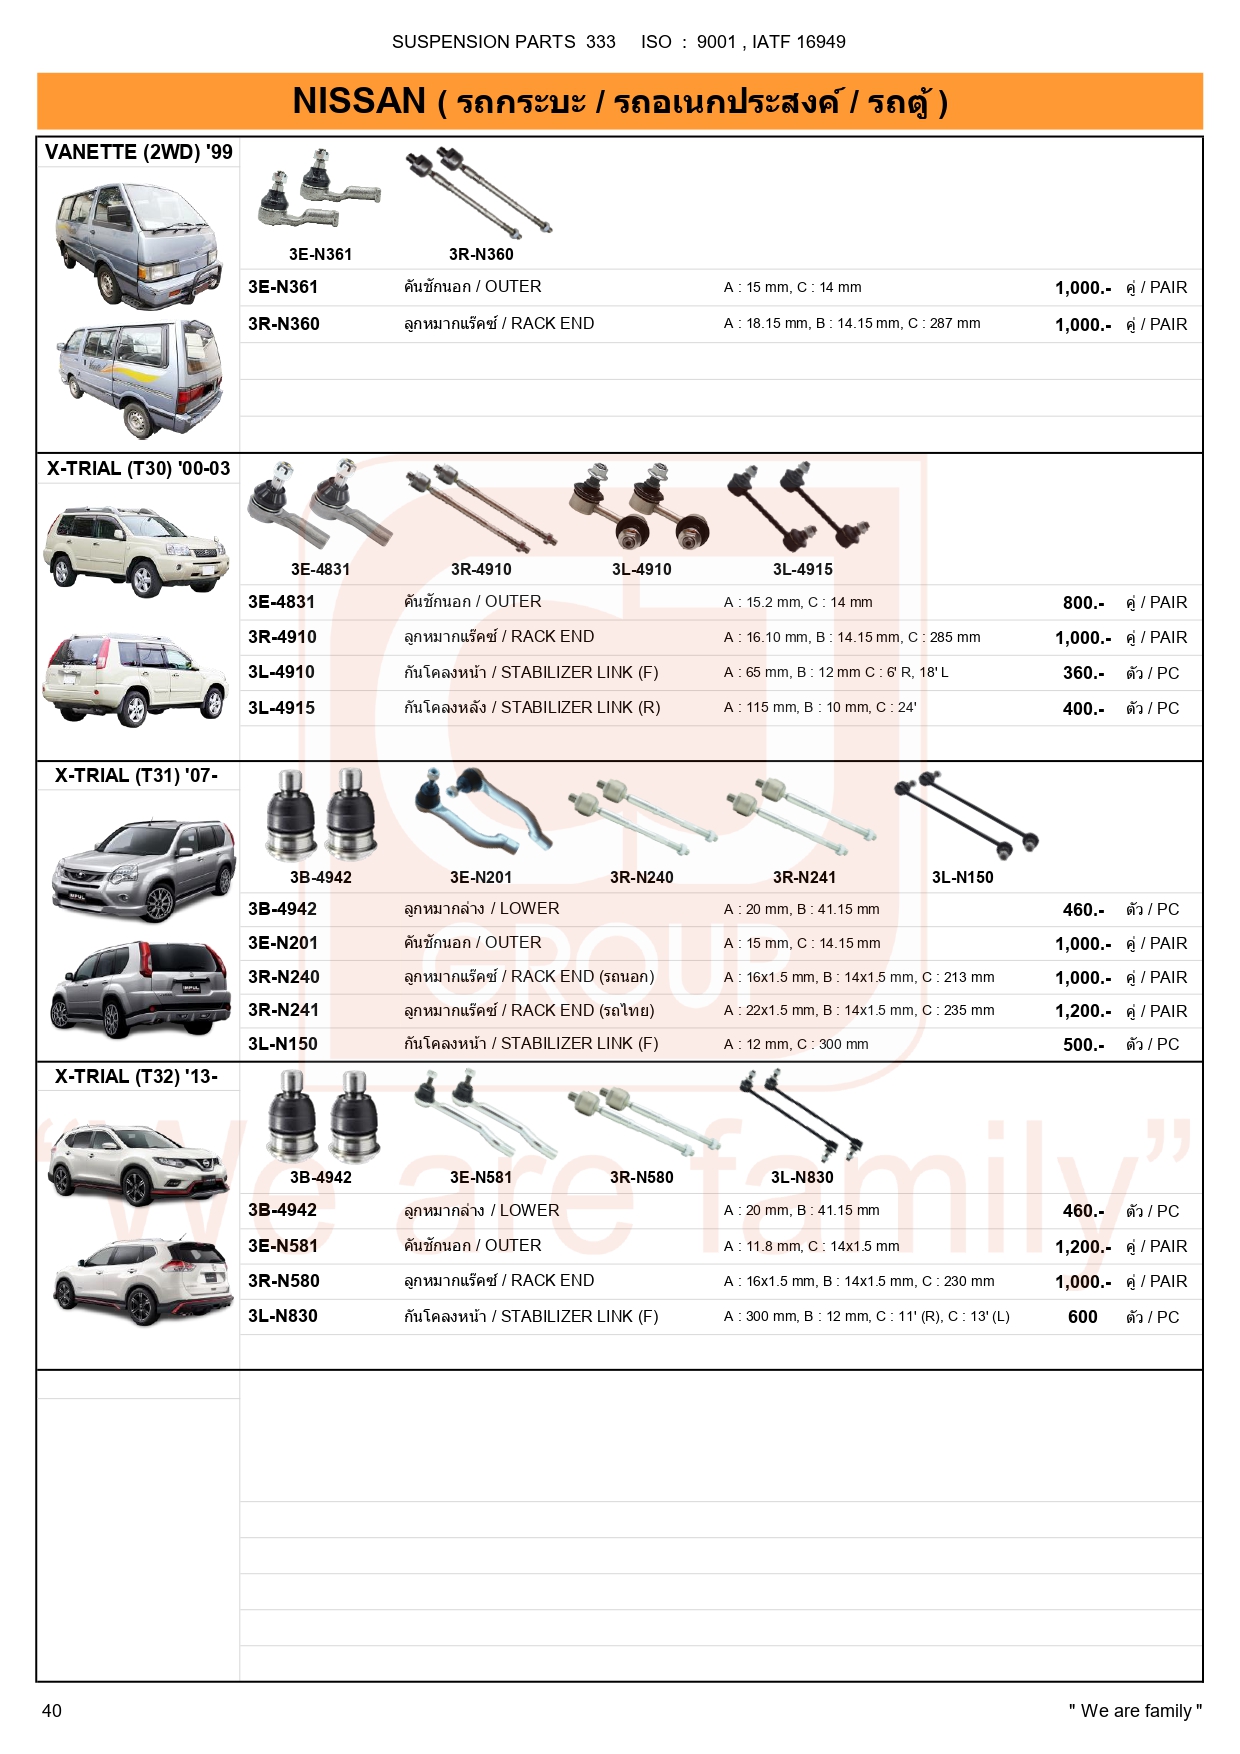 SUSPENSION PARTS  333     ISO  :  9001 , IATF 16949
NISSAN ( รถกระบะ / รถอเนกประสงค์ / รถตู้ )
VANETTE (2WD) '99
3E-N361 3R-N360
3E-N361 คันชักนอก / OUTER A : 15 mm, C : 14 mm 1,000.- คู่ / PAIR
3R-N360 ลูกหมากแร๊คซ์ / RACK END A : 18.15 mm, B : 14.15 mm, C : 287 mm 1,000.- คู่ / PAIR
X-TRIAL (T30) '00-03
3E-4831 3R-4910 3L-4910 3L-4915
3E-4831 คันชักนอก / OUTER A : 15.2 mm, C : 14 mm 800.- คู่ / PAIR
3R-4910 ลูกหมากแร๊คซ์ / RACK END A : 16.10 mm, B : 14.15 mm, C : 285 mm 1,000.- คู่ / PAIR
3L-4910 กันโคลงหน้า / STABILIZER LINK (F) A : 65 mm, B : 12 mm C : 6' R, 18' L 360.- ตัว / PC
3L-4915 กันโคลงหลัง / STABILIZER LINK (R) A : 115 mm, B : 10 mm, C : 24' 400.- ตัว / PC
X-TRIAL (T31) '07-
3B-4942 3E-N201 3R-N240 3R-N241 3L-N150
3B-4942 ลูกหมากล่าง / LOWER A : 20 mm, B : 41.15 mm 460.- ตัว / PC
3E-N201 คันชักนอก / OUTER A : 15 mm, C : 14.15 mm 1,000.- คู่ / PAIR
3R-N240 ลูกหมากแร๊คซ์ / RACK END (รถนอก) A : 16x1.5 mm, B : 14x1.5 mm, C : 213 mm 1,000.- คู่ / PAIR
3R-N241 ลูกหมากแร๊คซ์ / RACK END (รถไทย) A : 22x1.5 mm, B : 14x1.5 mm, C : 235 mm 1,200.- คู่ / PAIR
3L-N150 กันโคลงหน้า / STABILIZER LINK (F) A : 12 mm, C : 300 mm 500.- ตัว / PC
GROUP
X-TRIAL (T32) '13-
3B-4942 3E-N581 3R-N580 3L-N830
3B-4942 ลูกหมากล่าง / LOWER A : 20 mm, B : 41.15 mm 460.- ตัว / PC
3E-N581 คันชักนอก / OUTER A : 11.8 mm, C : 14x1.5 mm 1,200.- คู่ / PAIR
3R-N580 ลูกหมากแร๊คซ์ / RACK END A : 16x1.5 mm, B : 14x1.5 mm, C : 230 mm 1,000.- คู่ / PAIR
3L-N830 กันโคลงหน้า / STABILIZER LINK (F) A : 300 mm, B : 12 mm, C : 11' (R), C : 13' (L) 600 ตัว / PC
“We are family”
40 " We are family "